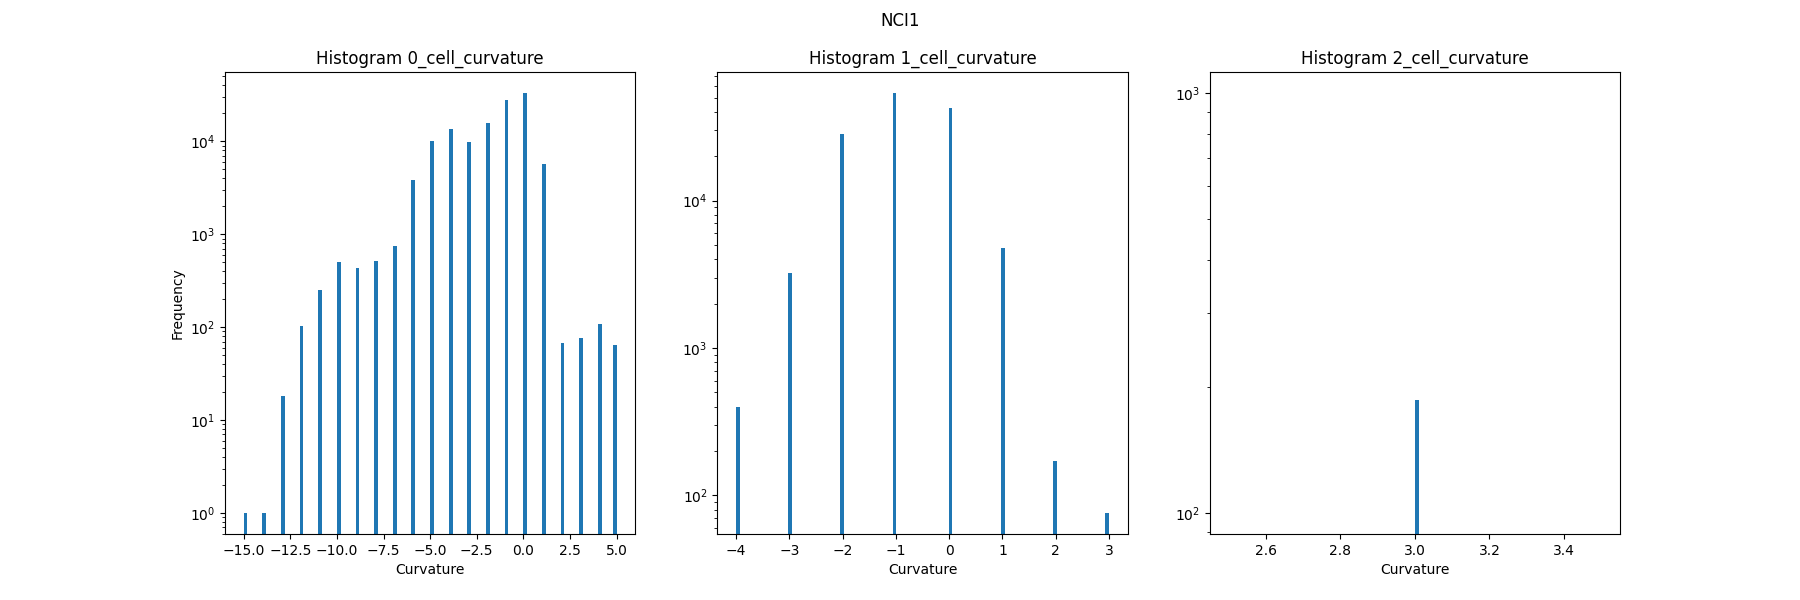 NCI1
Histogram 0_cell_curvature
Histogram 1_cell_curvature
Histogram 2_cell_curvature
Frequency
10^4
10^3
10^2
10^1
10^0
−15.0 −12.5 −10.0 −7.5 −5.0 −2.5 0.0 2.5 5.0
Curvature
10^4
10^3
10^2
−4 −3 −2 −1 0 1 2 3
Curvature
10^3
10^2
2.6 2.8 3.0 3.2 3.4
Curvature